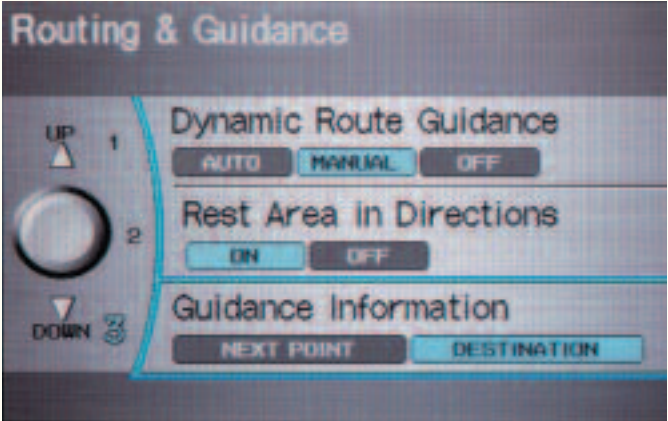 Routing & Guidance
UP 1
Dynamic Route Guidance
AUTO MANUAL OFF
2
Rest Area in Directions
ON OFF
DOWN 3
Guidance Information
NEXT POINT DESTINATION